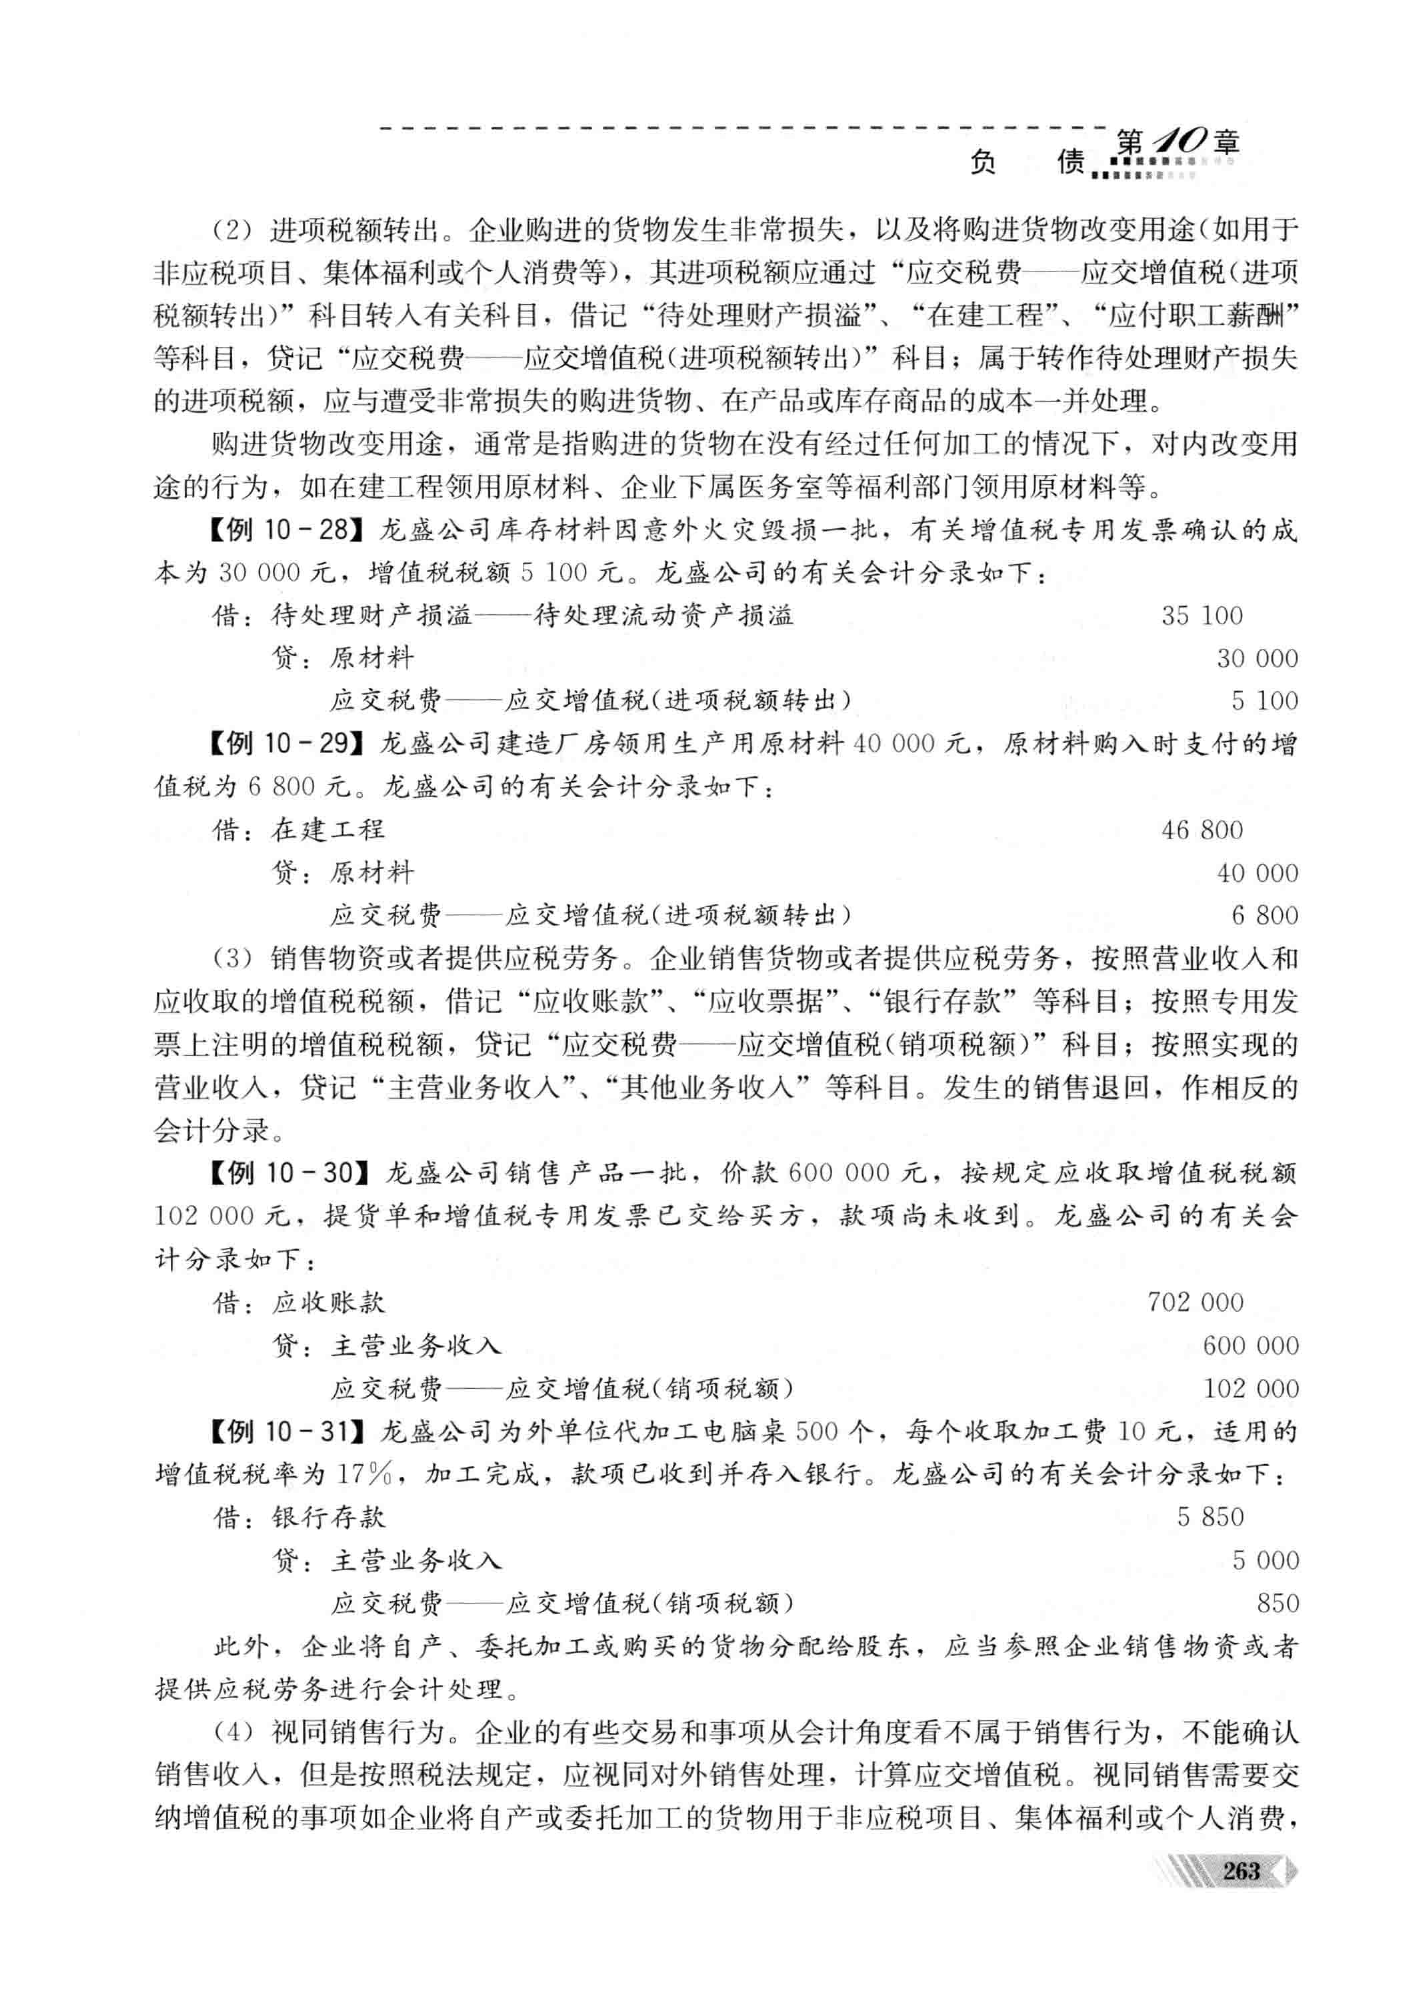 第10章
负 债
（2）进项税额转出。企业购进的货物发生非常损失，以及将购进货物改变用途(如用于
非应税项目、集体福利或个人消费等)，其进项税额应通过“应交税费——应交增值税(进项
税额转出)”科目转入有关科目，借记“待处理财产损溢”、“在建工程”、“应付职工薪酬”
等科目，贷记“应交税费——应交增值税(进项税额转出)”科目；属于转作待处理财产损失
的进项税额，应与遭受非常损失的购进货物、在产品或库存商品的成本一并处理。
购进货物改变用途，通常是指购进的货物在没有经过任何加工的情况下，对内改变用
途的行为，如在建工程领用原材料、企业下属医务室等福利部门领用原材料等。
【例 10－28】龙盛公司库存材料因意外火灾毁损一批，有关增值税专用发票确认的成
本为 30 000 元，增值税税额 5 100 元。龙盛公司的有关会计分录如下：
借：待处理财产损溢——待处理流动资产损溢 35 100
贷：原材料 30 000
应交税费——应交增值税(进项税额转出) 5 100
【例 10－29】龙盛公司建造厂房领用生产用原材料 40 000 元，原材料购入时支付的增
值税为 6 800 元。龙盛公司的有关会计分录如下：
借：在建工程 46 800
贷：原材料 40 000
应交税费——应交增值税(进项税额转出) 6 800
（3）销售物资或者提供应税劳务。企业销售货物或者提供应税劳务，按照营业收入和
应收取的增值税税额，借记“应收账款”、“应收票据”、“银行存款”等科目；按照专用发
票上注明的增值税税额，贷记“应交税费——应交增值税(销项税额)”科目；按照实现的
营业收入，贷记“主营业务收入”、“其他业务收入”等科目。发生的销售退回，作相反的
会计分录。
【例 10－30】龙盛公司销售产品一批，价款 600 000 元，按规定应收取增值税税额
102 000 元，提货单和增值税专用发票已交给买方，款项尚未收到。龙盛公司的有关会
计分录如下：
借：应收账款 702 000
贷：主营业务收入 600 000
应交税费——应交增值税(销项税额) 102 000
【例 10－31】龙盛公司为外单位代加工电脑桌 500 个，每个收取加工费 10 元，适用的
增值税税率为 17%，加工完成，款项已收到并存入银行。龙盛公司的有关会计分录如下：
借：银行存款 5 850
贷：主营业务收入 5 000
应交税费——应交增值税(销项税额) 850
此外，企业将自产、委托加工或购买的货物分配给股东，应当参照企业销售物资或者
提供应税劳务进行会计处理。
（4）视同销售行为。企业的有些交易和事项从会计角度看不属于销售行为，不能确认
销售收入，但是按照税法规定，应视同对外销售处理，计算应交增值税。视同销售需要交
纳增值税的事项如企业将自产或委托加工的货物用于非应税项目、集体福利或个人消费，
263